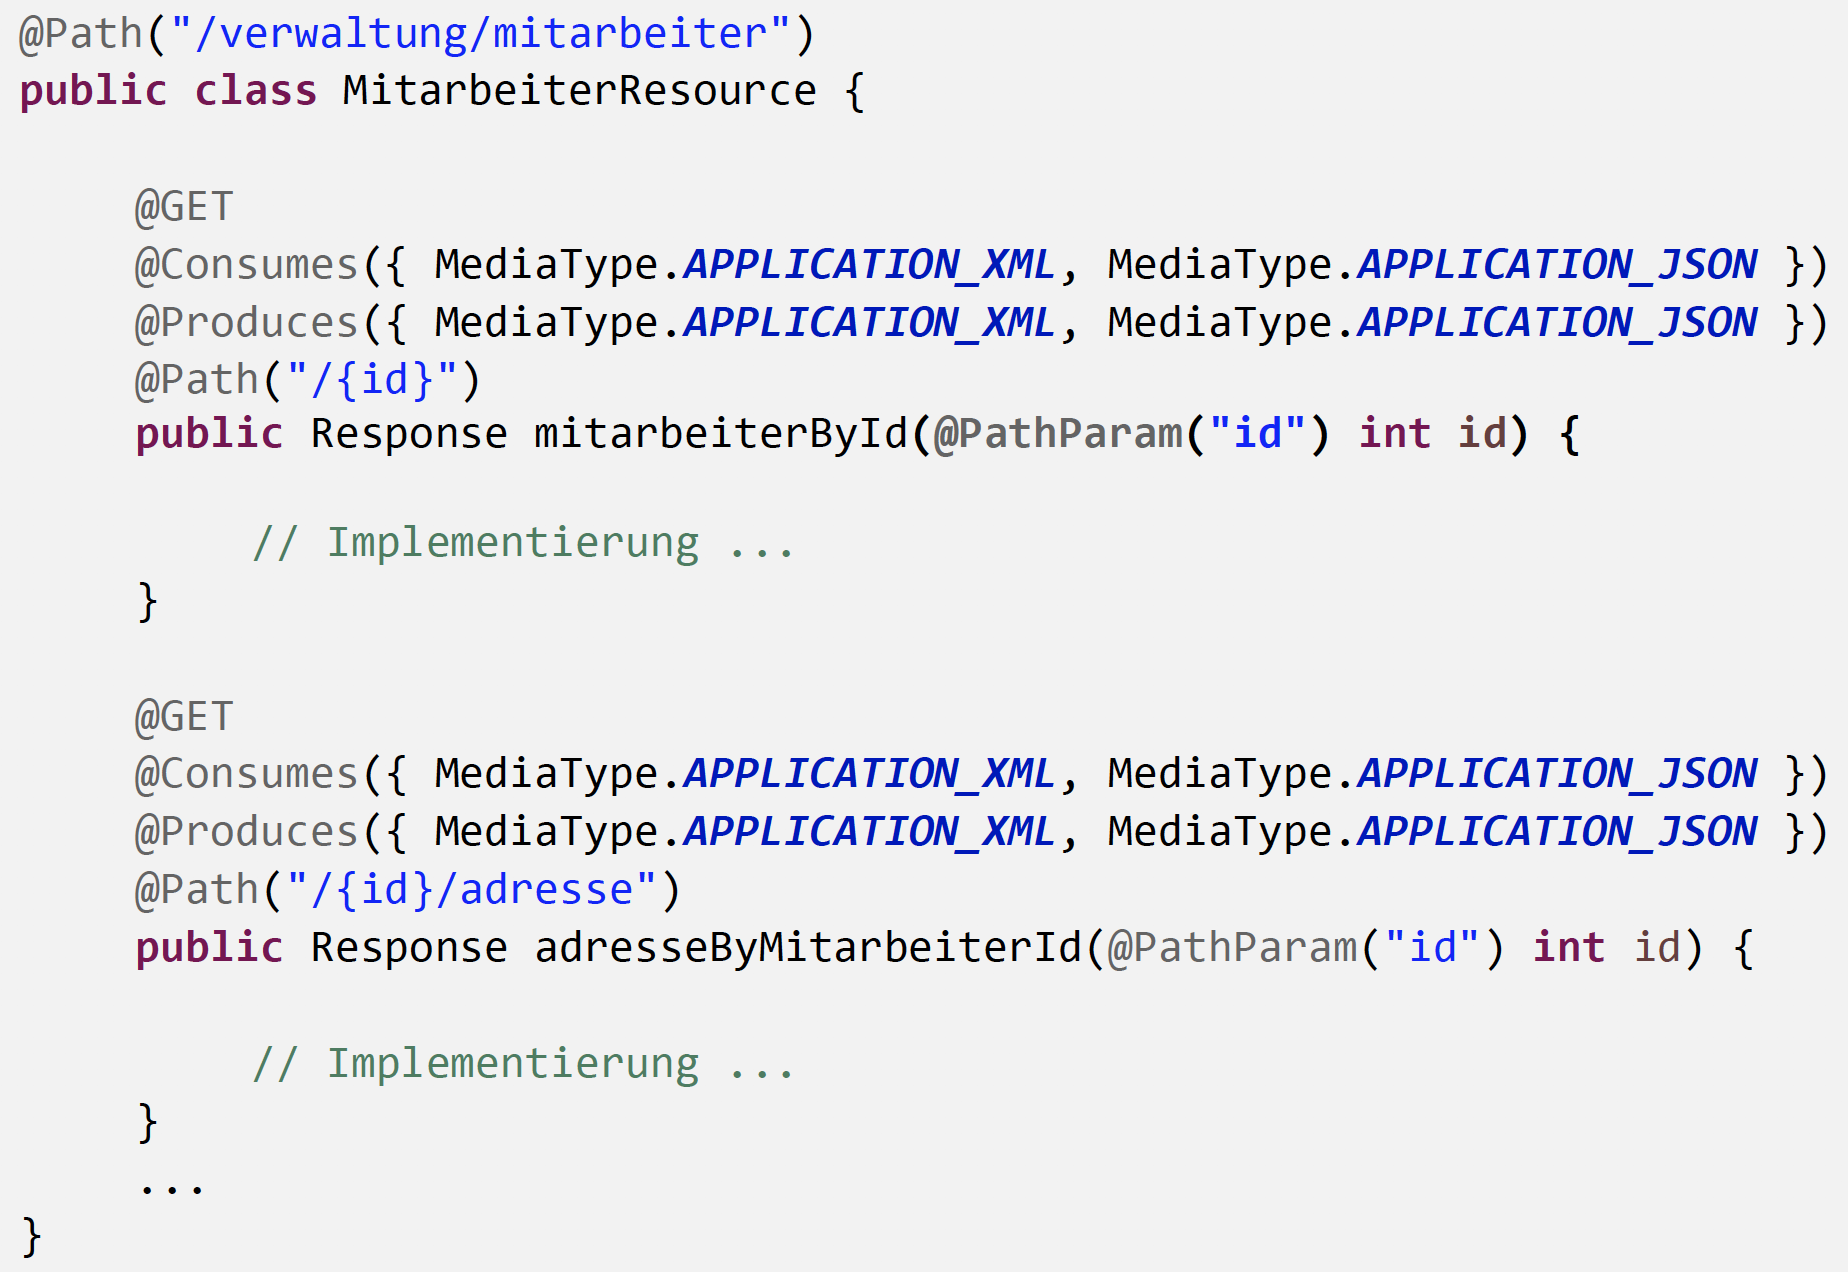 @Path("/verwaltung/mitarbeiter")
public class MitarbeiterResource {
@GET
@Consumes({ MediaType.APPLICATION_XML, MediaType.APPLICATION_JSON })
@Produces({ MediaType.APPLICATION_XML, MediaType.APPLICATION_JSON })
@Path("/{id}")
public Response mitarbeiterById(@PathParam("id") int id) {
// Implementierung ...
}
@GET
@Consumes({ MediaType.APPLICATION_XML, MediaType.APPLICATION_JSON })
@Produces({ MediaType.APPLICATION_XML, MediaType.APPLICATION_JSON })
@Path("/{id}/adresse")
public Response adresseByMitarbeiterId(@PathParam("id") int id) {
// Implementierung ...
}
...
}